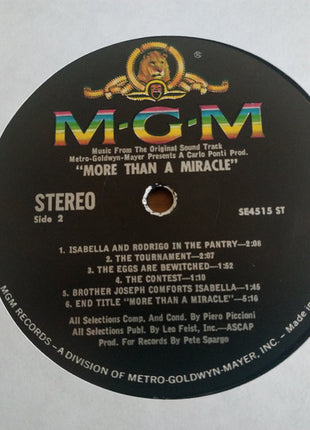 ®
M·G·M
Music From The Original Sound Track
Metro-Goldwyn-Mayer Presents A Carlo Ponti Prod.
"MORE THAN A MIRACLE"
STEREO
Side 2
SE4515 ST
1. ISABELLA AND RODRIGO IN THE PANTRY—2:08
2. THE TOURNAMENT—2:07
3. THE EGGS ARE BEWITCHED—1:52
4. THE CONTEST—1:10
5. BROTHER JOSEPH COMFORTS ISABELLA—1:45
6. END TITLE "MORE THAN A MIRACLE"—5:16
All Selections Comp. And Cond. By Piero Piccioni
All Selections Publ. By Leo Feist, Inc.—ASCAP
Prod. For Records By Pete Spargo
MGM RECORDS – A DIVISION OF METRO-GOLDWYN-MAYER, INC. – Made in